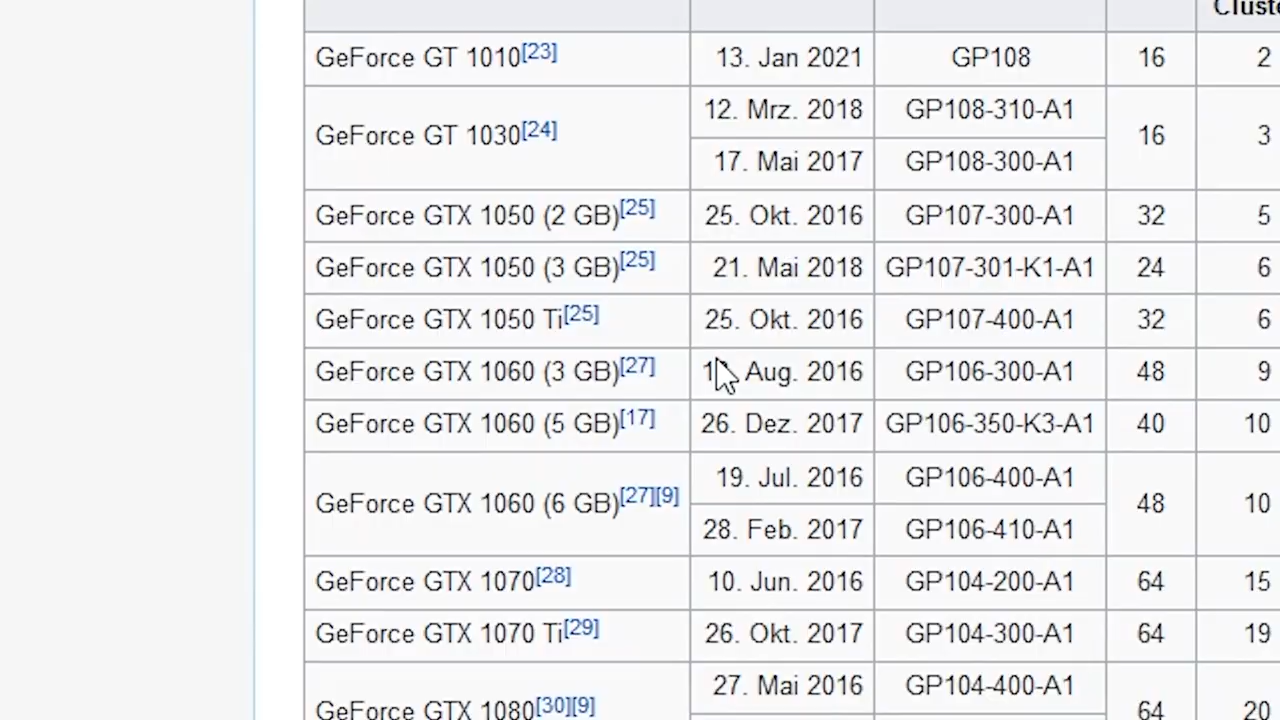 Cluste
GeForce GT 1010[23] 13. Jan 2021 GP108 16 2
GeForce GT 1030[24] 12. Mrz. 2018 GP108-310-A1 16 3
17. Mai 2017 GP108-300-A1
GeForce GTX 1050 (2 GB)[25] 25. Okt. 2016 GP107-300-A1 32 5
GeForce GTX 1050 (3 GB)[25] 21. Mai 2018 GP107-301-K1-A1 24 6
GeForce GTX 1050 Ti[25] 25. Okt. 2016 GP107-400-A1 32 6
GeForce GTX 1060 (3 GB)[27] Aug. 2016 GP106-300-A1 48 9
GeForce GTX 1060 (5 GB)[17] 26. Dez. 2017 GP106-350-K3-A1 40 10
GeForce GTX 1060 (6 GB)[27][9] 19. Jul. 2016 GP106-400-A1 48 10
28. Feb. 2017 GP106-410-A1
GeForce GTX 1070[28] 10. Jun. 2016 GP104-200-A1 64 15
GeForce GTX 1070 Ti[29] 26. Okt. 2017 GP104-300-A1 64 19
GeForce GTX 1080[30][9] 27. Mai 2016 GP104-400-A1 64 20